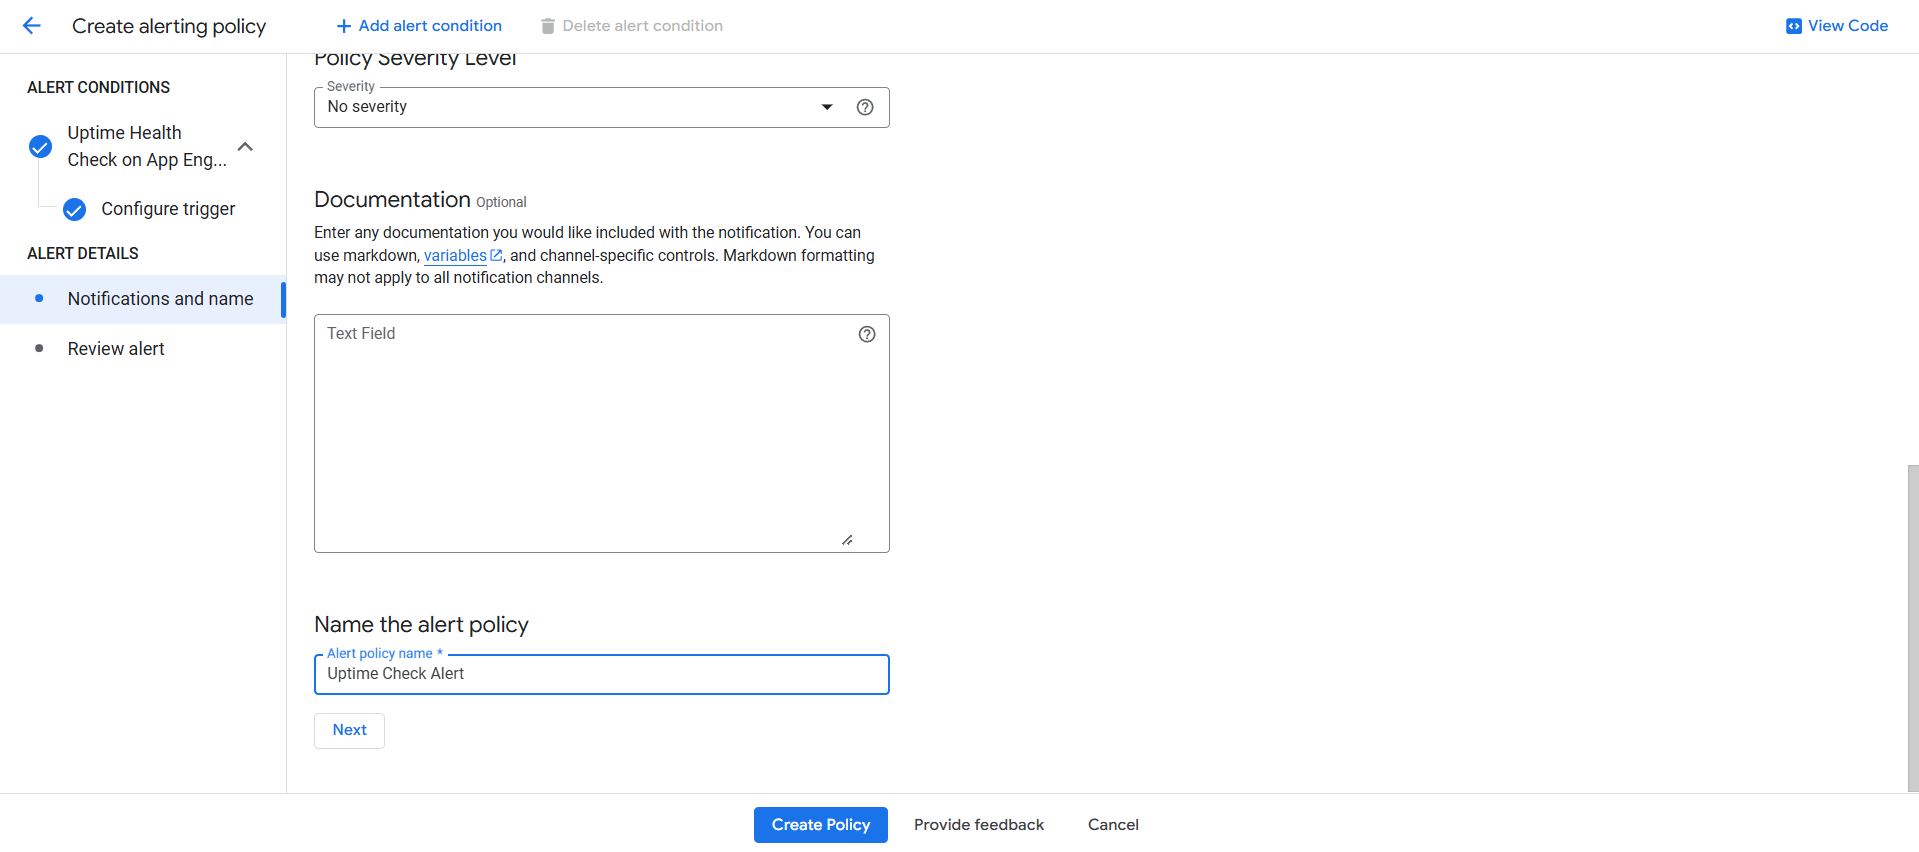 Create alerting policy
Add alert condition
Delete alert condition
View Code
ALERT CONDITIONS
Uptime Health
Check on App Eng...
Configure trigger
ALERT DETAILS
Notifications and name
Review alert
Policy Severity Level
Severity
No severity
Documentation Optional
Enter any documentation you would like included with the notification. You can
use markdown, variables, and channel-specific controls. Markdown formatting
may not apply to all notification channels.
Text Field
Name the alert policy
Alert policy name *
Uptime Check Alert
Next
Create Policy
Provide feedback
Cancel